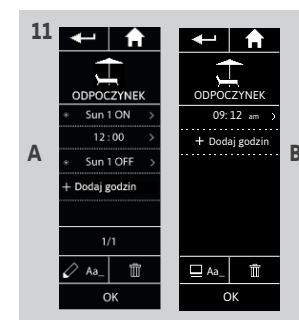 11
A
ODPOCZYNEK
* Sun 1 ON >
12:00 >
* Sun 1 OFF >
+ Dodaj godzin
1/1
Aa_
OK
ODPOCZYNEK
09:12 am >
+ Dodaj godzin
Aa_
OK
B